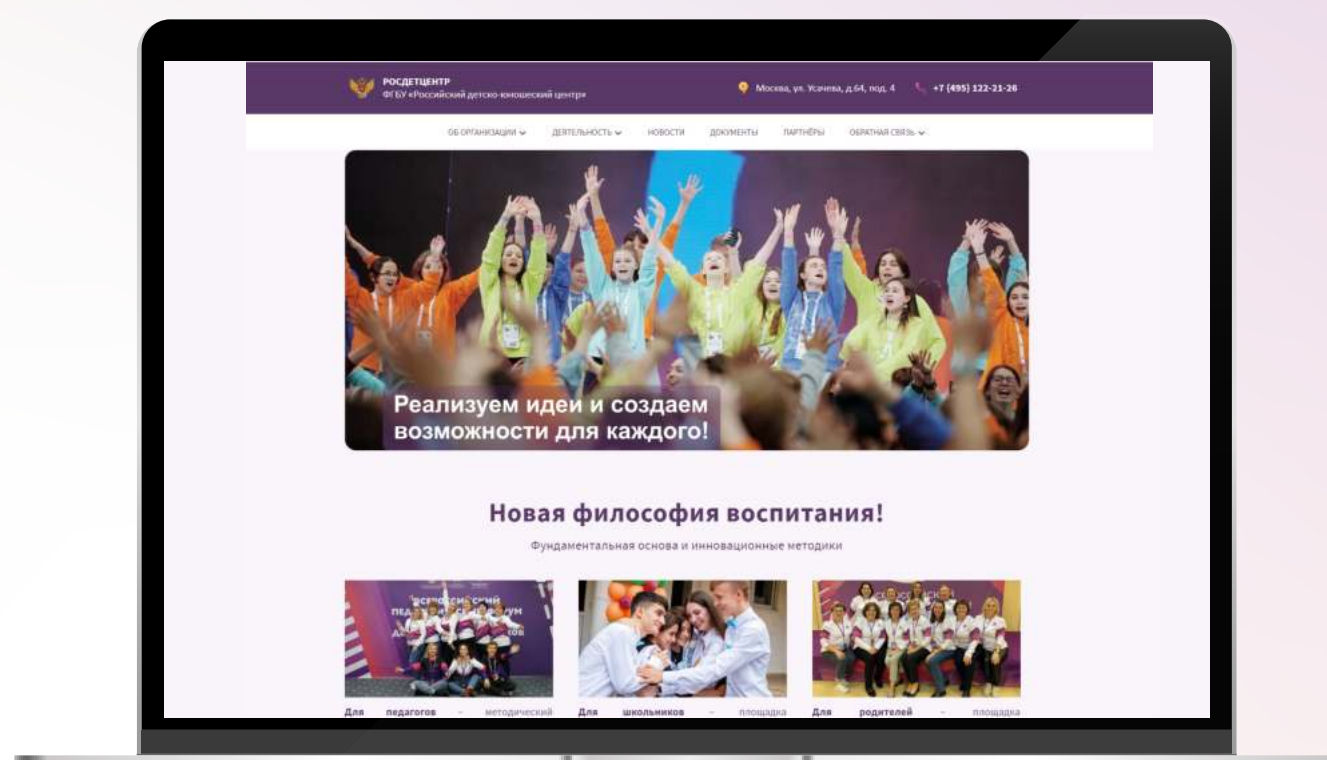 РОСДЕТЦЕНТР
ФГБУ «Российский детско-юношеский центр»
Москва, ул. Усачева, д.64, под. 4
+7 (495) 122-21-26
ОБ ОРГАНИЗАЦИИ
ДЕЯТЕЛЬНОСТЬ
НОВОСТИ
ДОКУМЕНТЫ
ПАРТНЁРЫ
ОБРАТНАЯ СВЯЗЬ
Реализуем идеи и создаем
возможности для каждого!
Новая философия воспитания!
Фундаментальная основа и инновационные методики
Для педагогов – методический
Для школьников – площадка
Для родителей – площадка